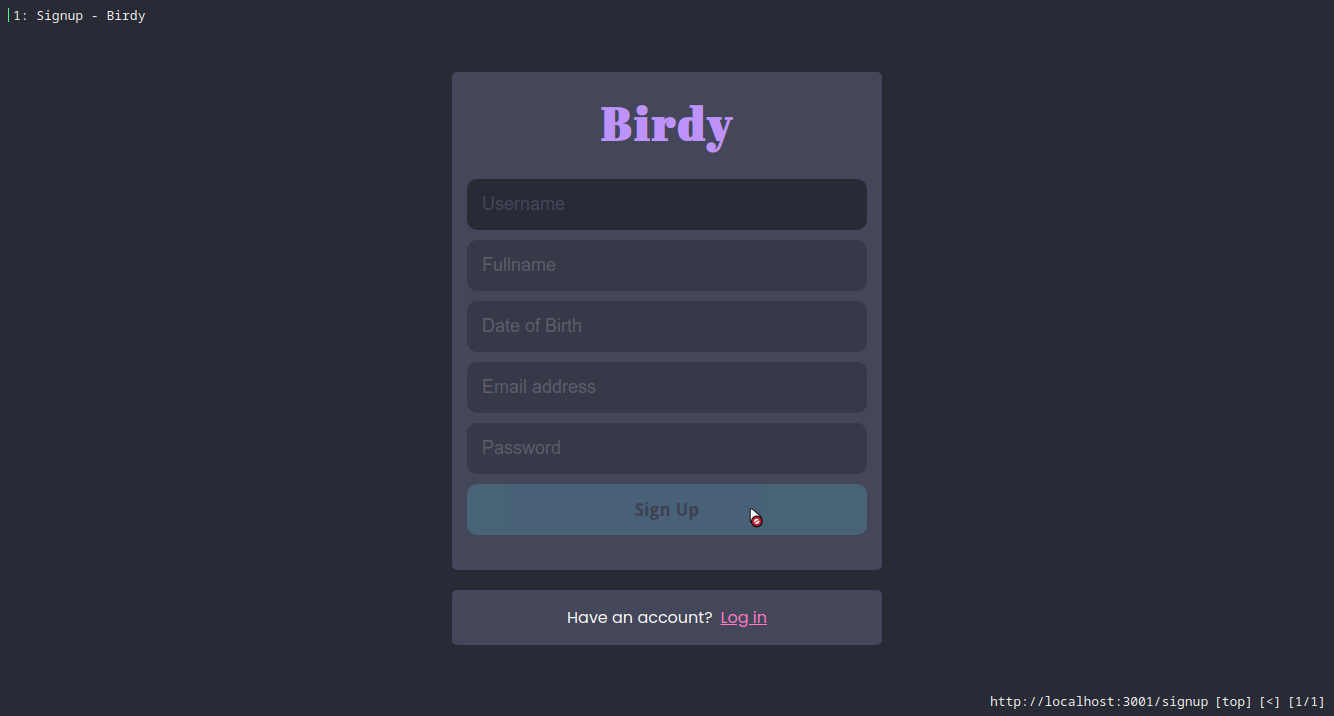 1: Signup - Birdy
Birdy
Username
Fullname
Date of Birth
Email address
Password
Sign Up
Have an account? Log in
http://localhost:3001/signup [top] [<] [1/1]